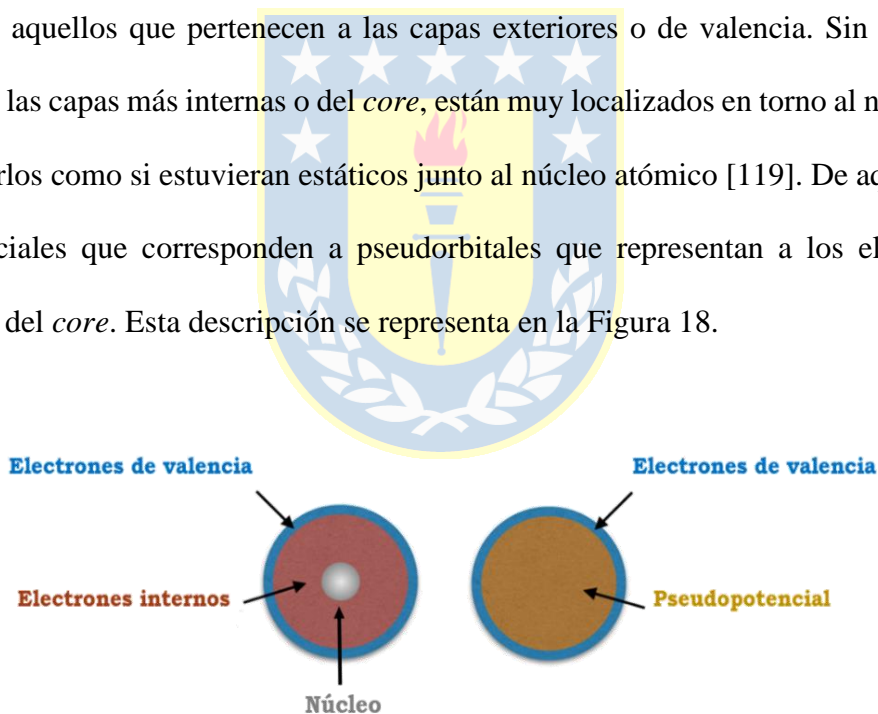 aquellos que pertenecen a las capas exteriores o de valencia. Sin
las capas más internas o del core, están muy localizados en torno al n
rlos como si estuvieran estáticos junto al núcleo atómico [119]. De ac
ciales que corresponden a pseudorbitales que representan a los el
del core. Esta descripción se representa en la Figura 18.
Electrones de valencia Electrones de valencia
Electrones internos Pseudopotencial
Núcleo